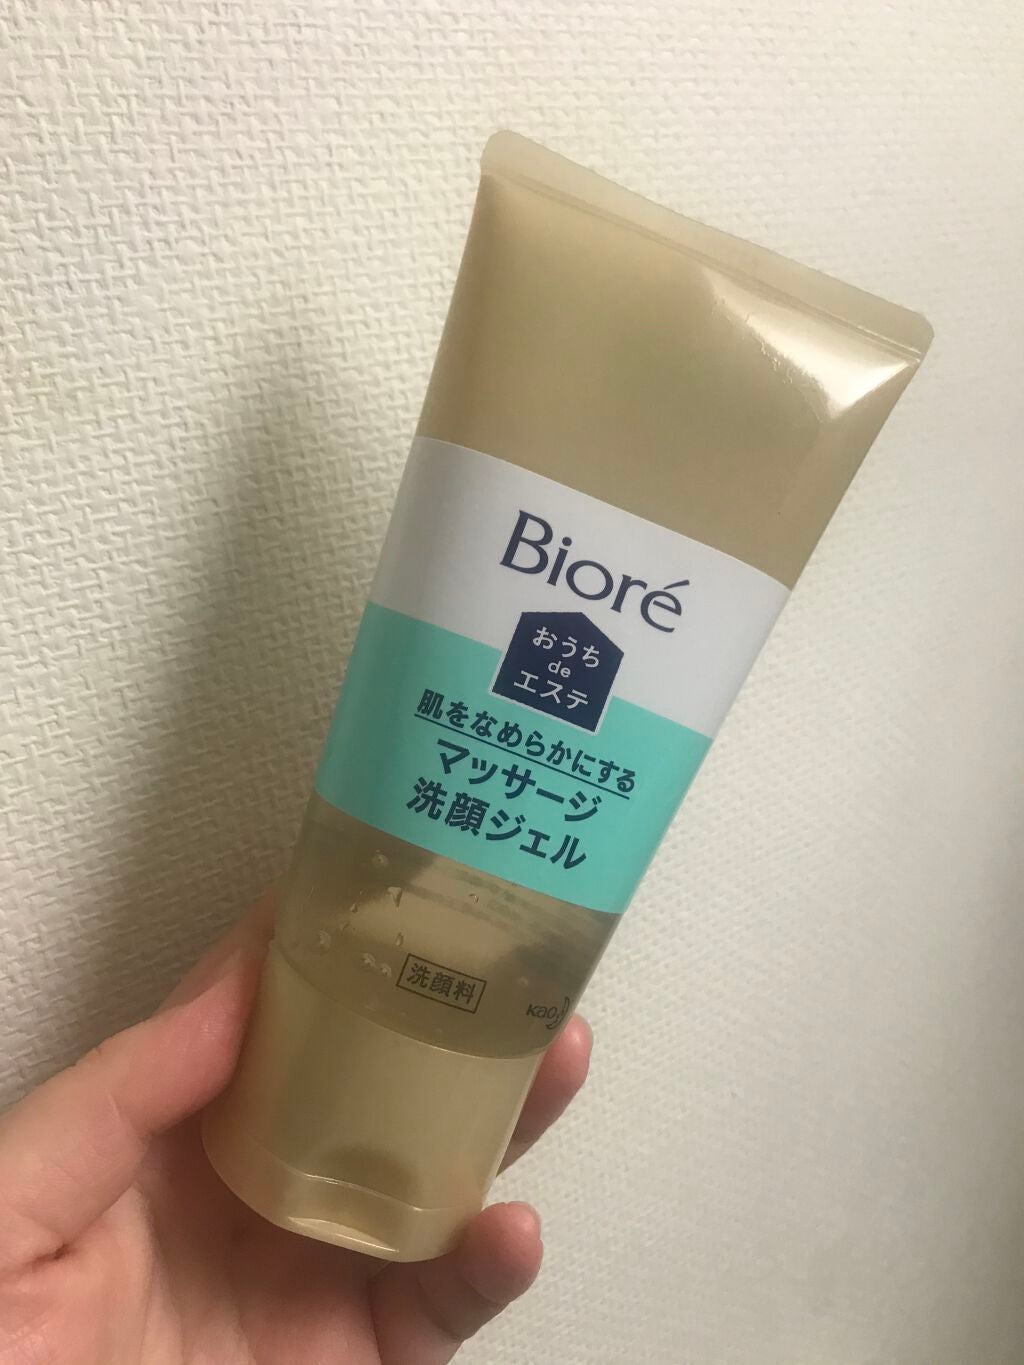 Bioré
おうち
de
エステ
肌をなめらかにする
マッサージ
洗顔ジェル
洗顔料
Kao